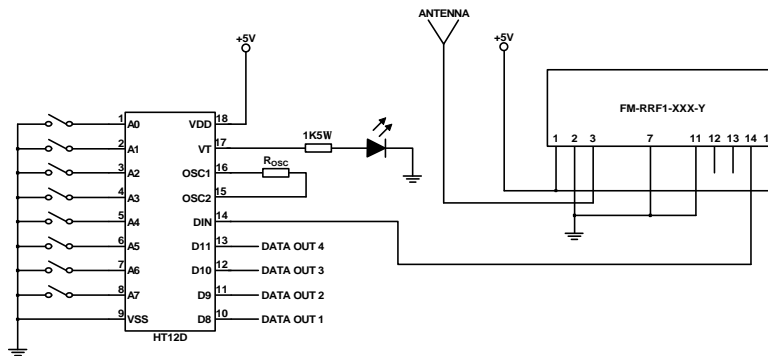 ANTENNA
+5V
+5V
FM-RRF1-XXX-Y
1 2 3 7 11 12 13 14
1 A0 VDD 18
2 A1 VT 17
1K5W
3 A2 OSC1 16
ROSC
4 A3 OSC2 15
5 A4 DIN 14
6 A5 D11 13 DATA OUT 4
7 A6 D10 12 DATA OUT 3
8 A7 D9 11 DATA OUT 2
9 VSS D8 10 DATA OUT 1
HT12D